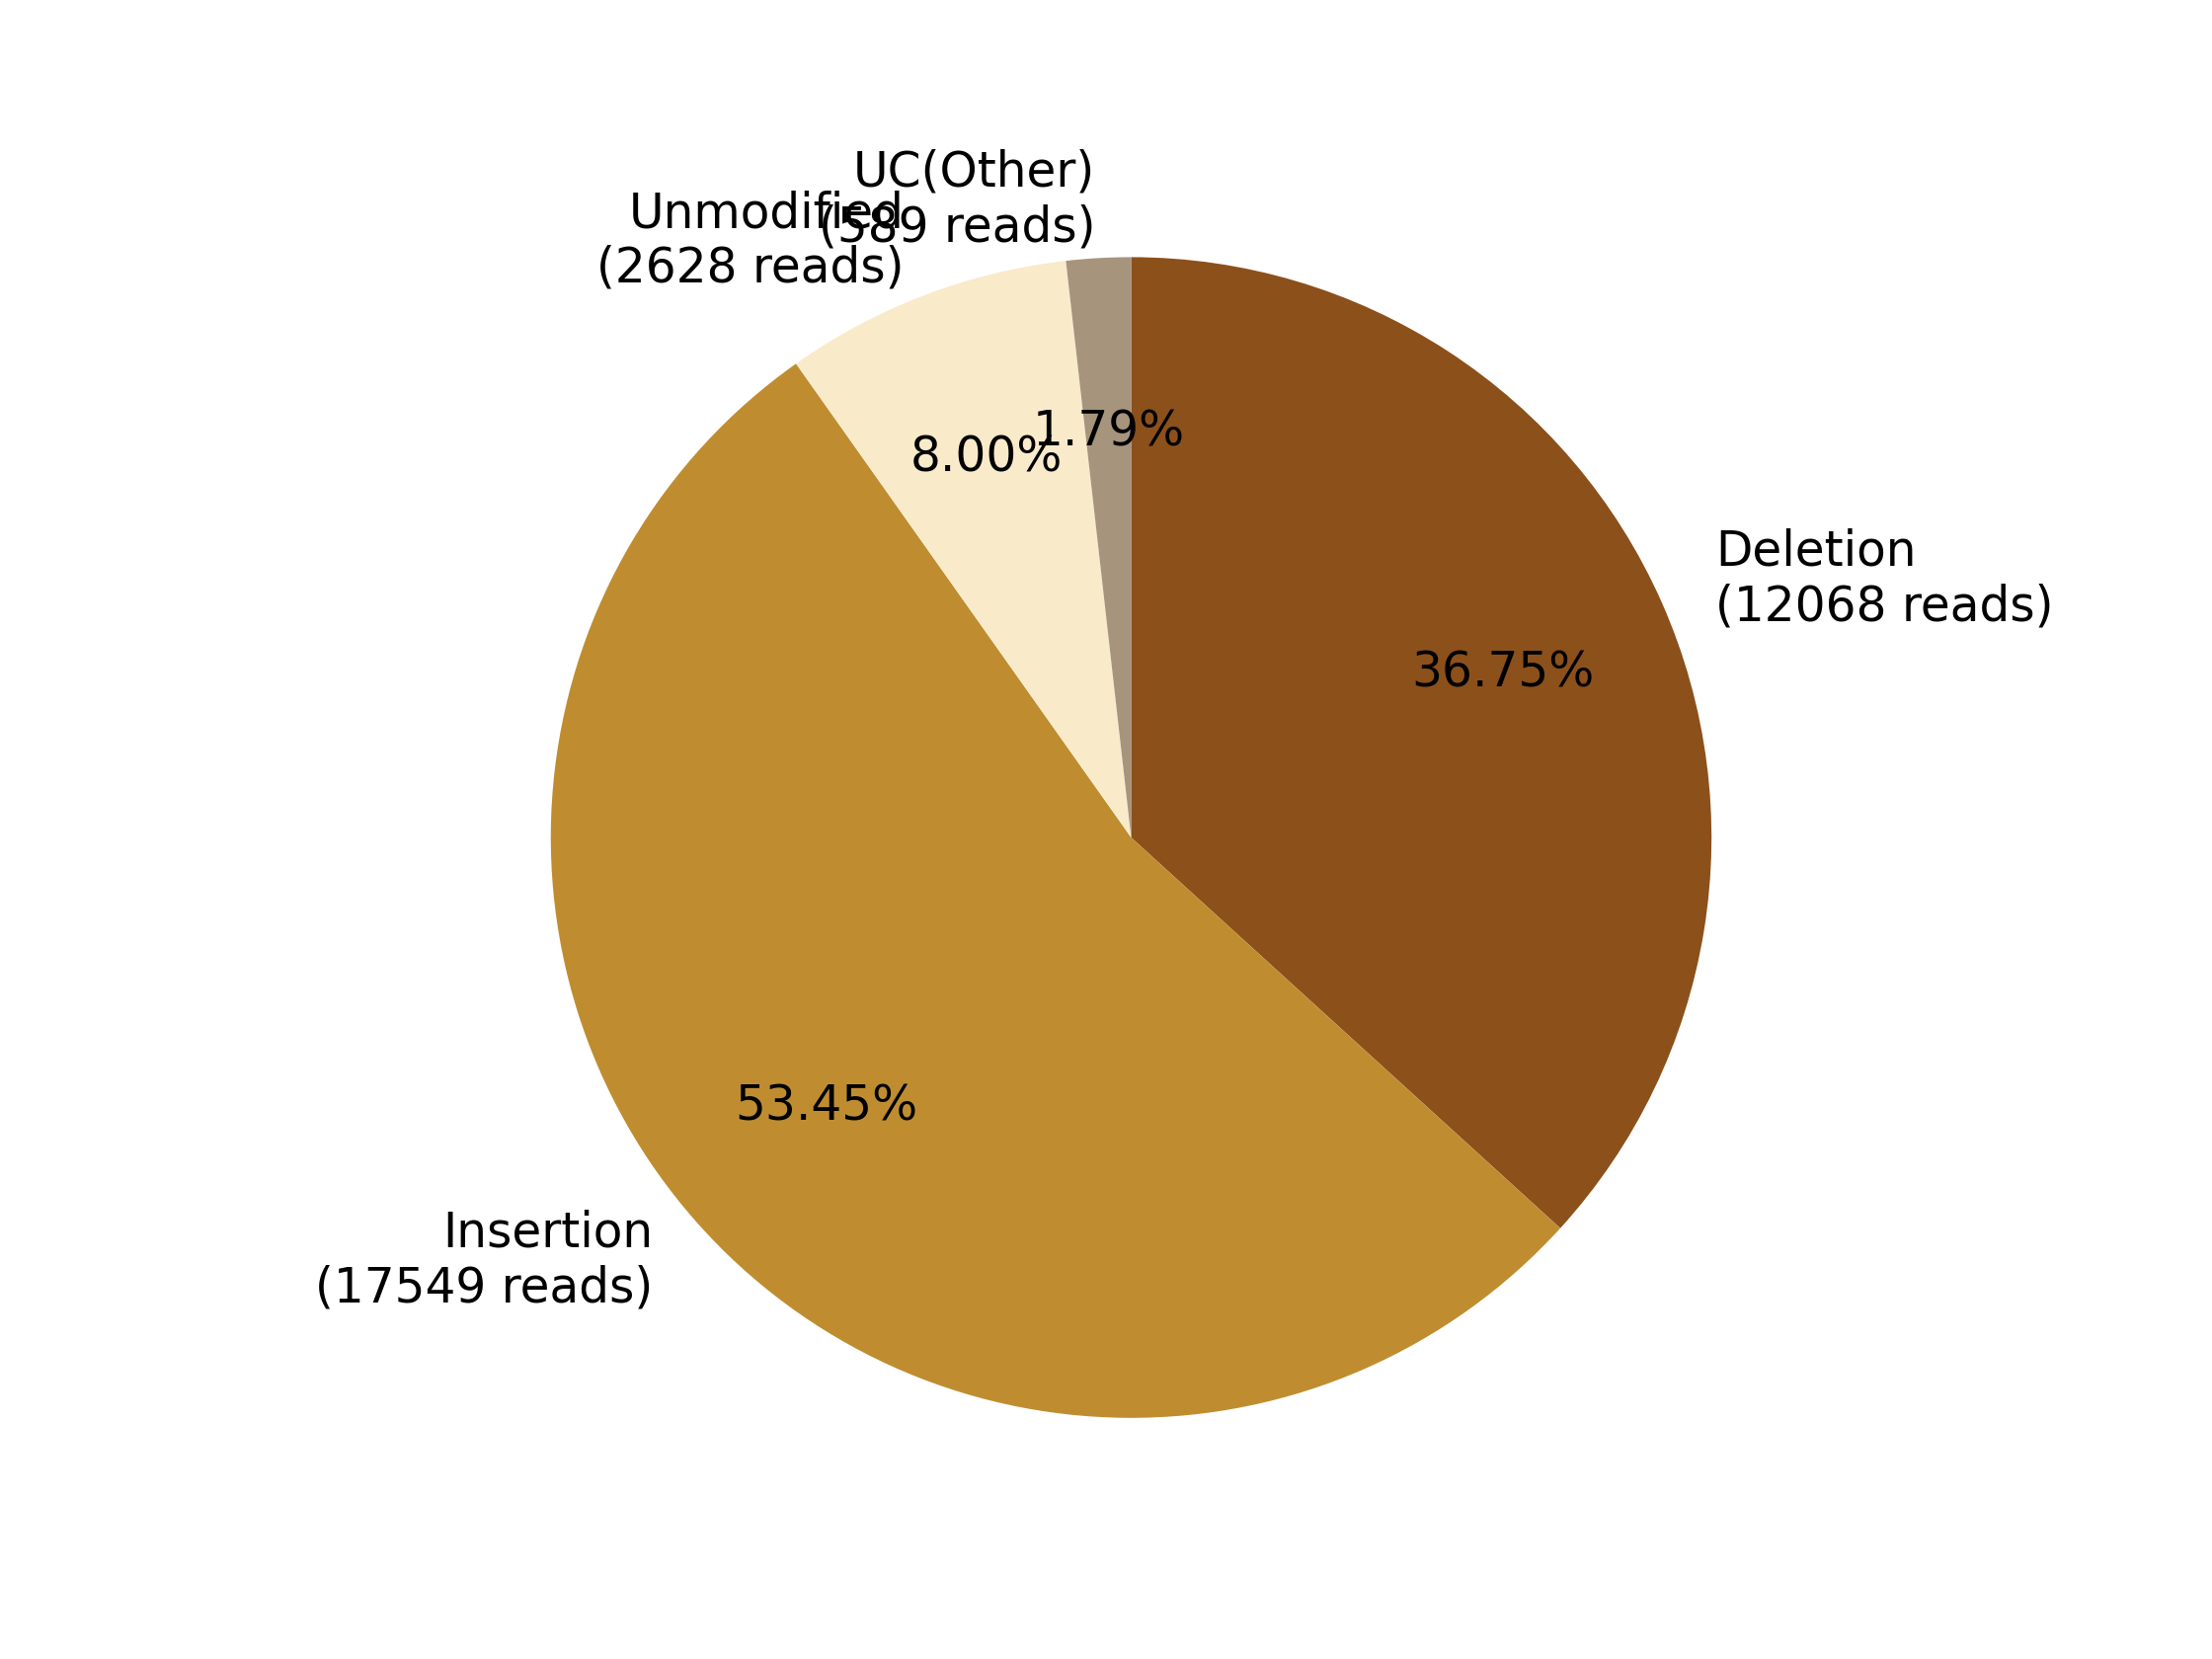 UC(Other)
(589 reads)
Unmodified
(2628 reads)
1.79%
8.00%
Deletion
(12068 reads)
36.75%
53.45%
Insertion
(17549 reads)